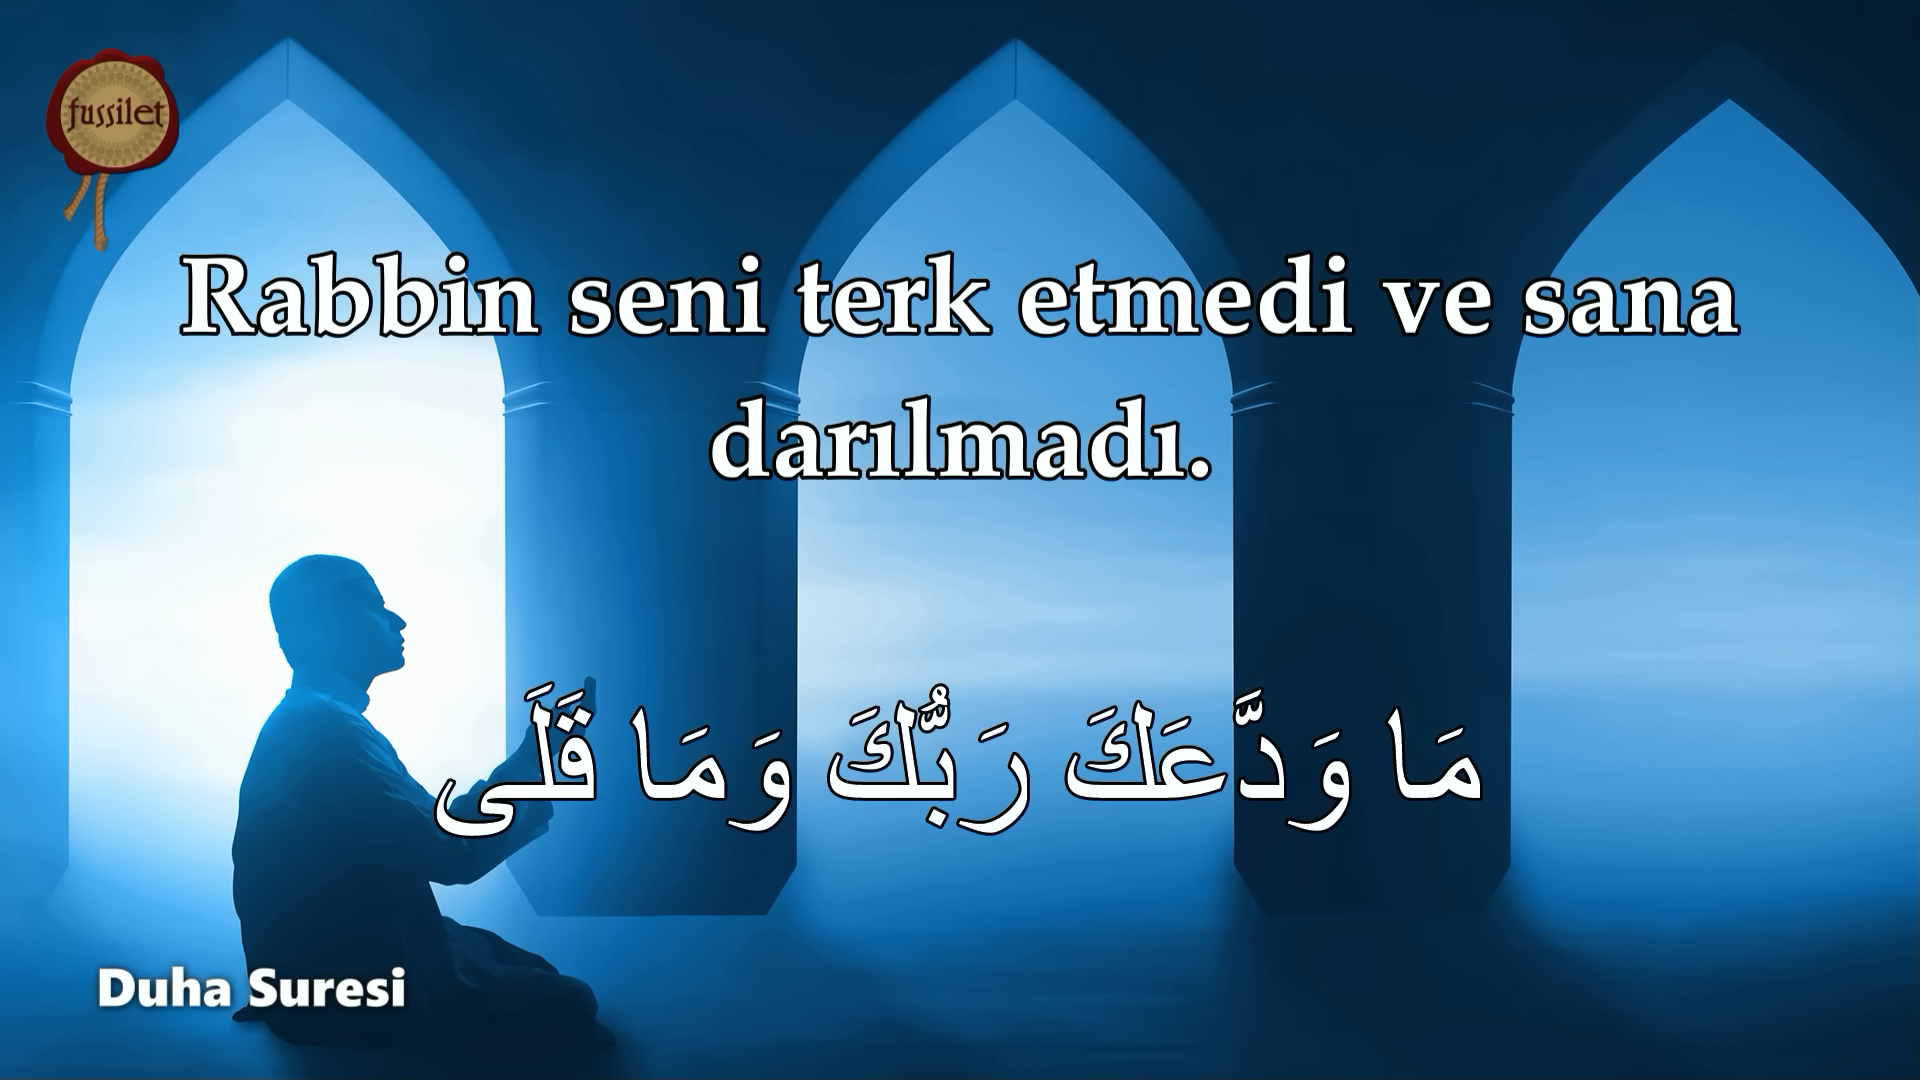 fussilet
Rabbin seni terk etmedi ve sana
darılmadı.
مَا وَدَّعَكَ رَبُّكَ وَمَا قَلَى
Duha Suresi